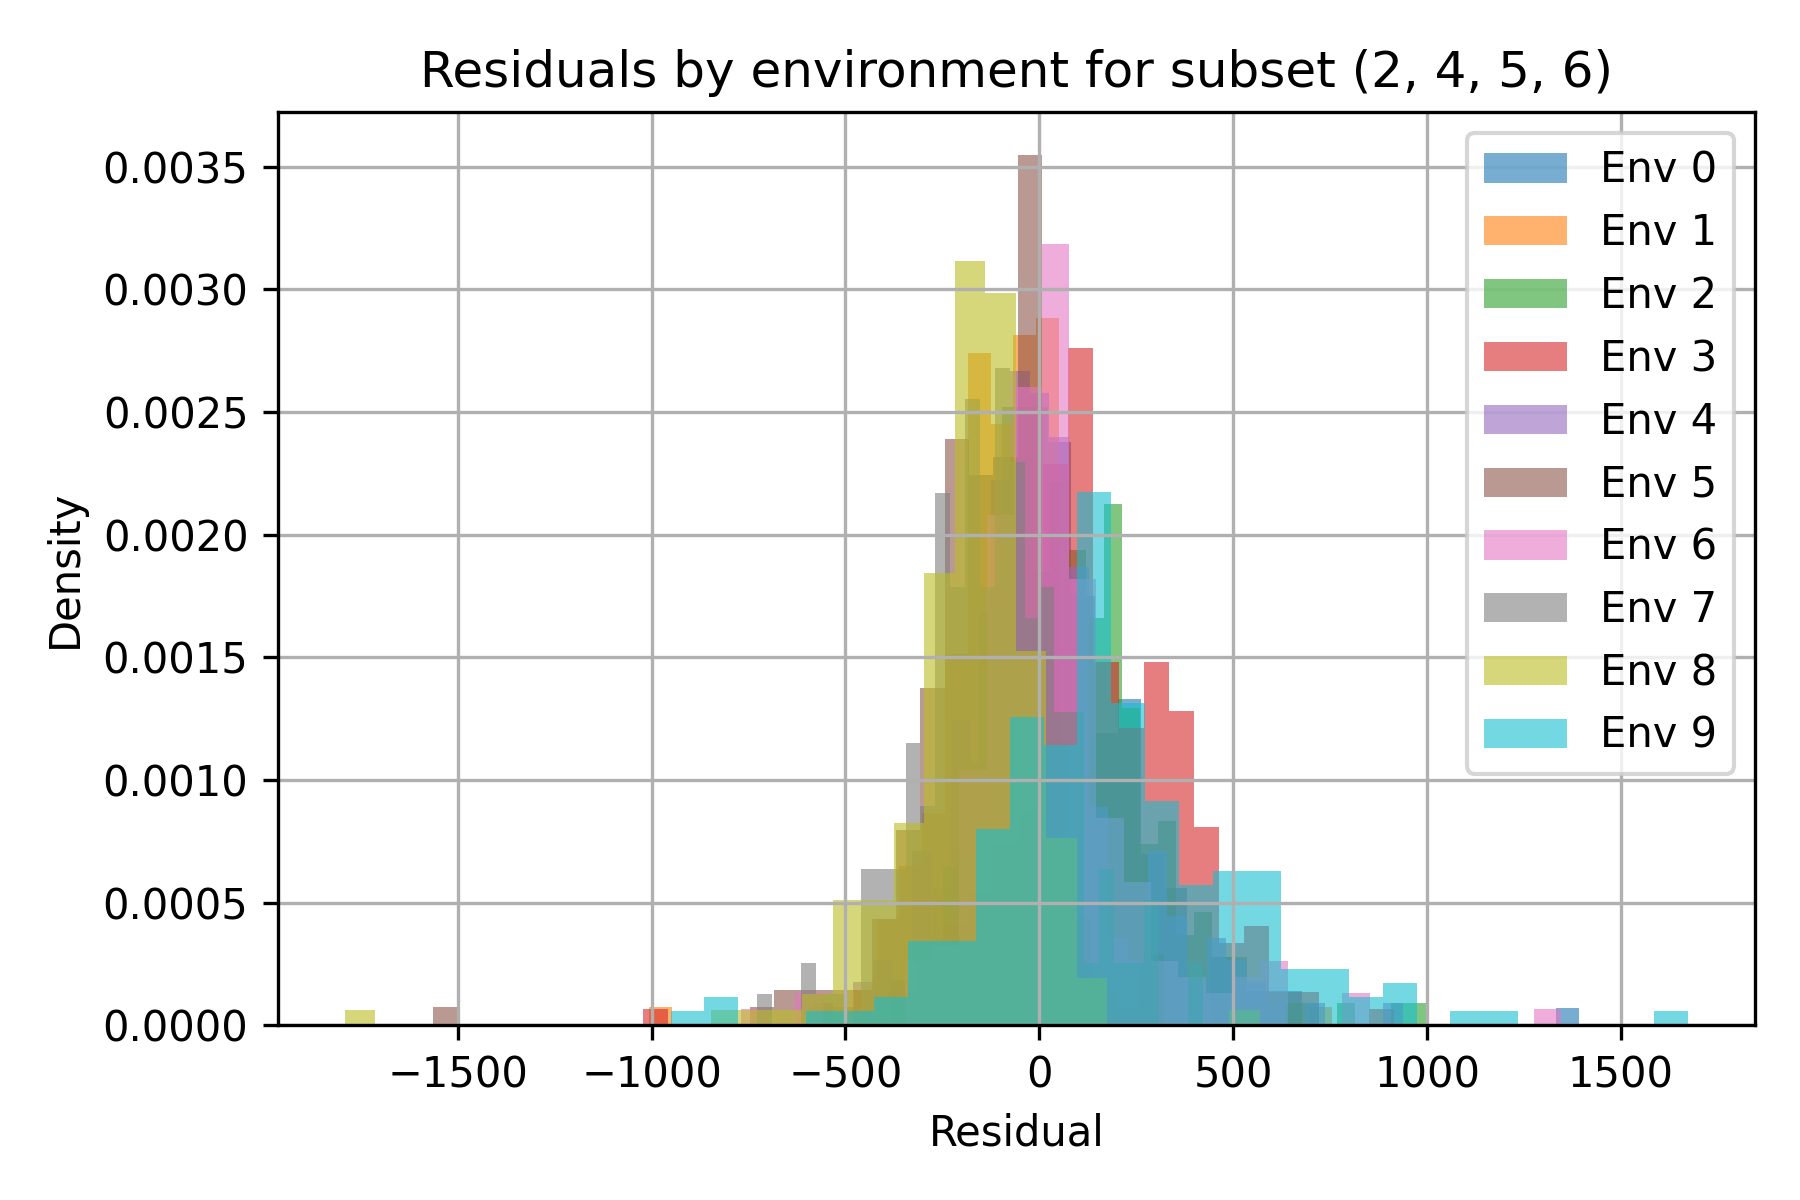 Residuals by environment for subset (2, 4, 5, 6)
0.0035
0.0030
0.0025
0.0020
0.0015
0.0010
0.0005
0.0000
Density
−1500 −1000 −500 0 500 1000 1500
Residual
Env 0
Env 1
Env 2
Env 3
Env 4
Env 5
Env 6
Env 7
Env 8
Env 9